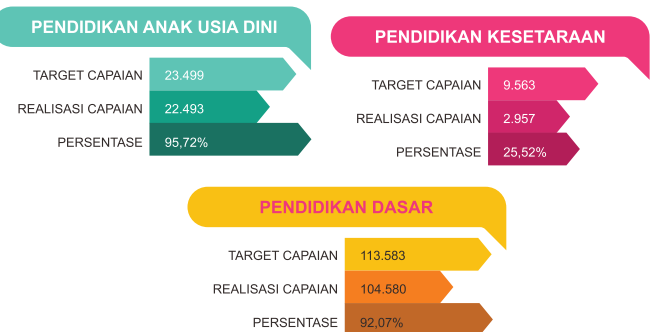 PENDIDIKAN ANAK USIA DINI
TARGET CAPAIAN 23.499
REALISASI CAPAIAN 22.493
PERSENTASE 95,72%
PENDIDIKAN KESETARAAN
TARGET CAPAIAN 9.563
REALISASI CAPAIAN 2.957
PERSENTASE 25,52%
PENDIDIKAN DASAR
TARGET CAPAIAN 113.583
REALISASI CAPAIAN 104.580
PERSENTASE 92,07%